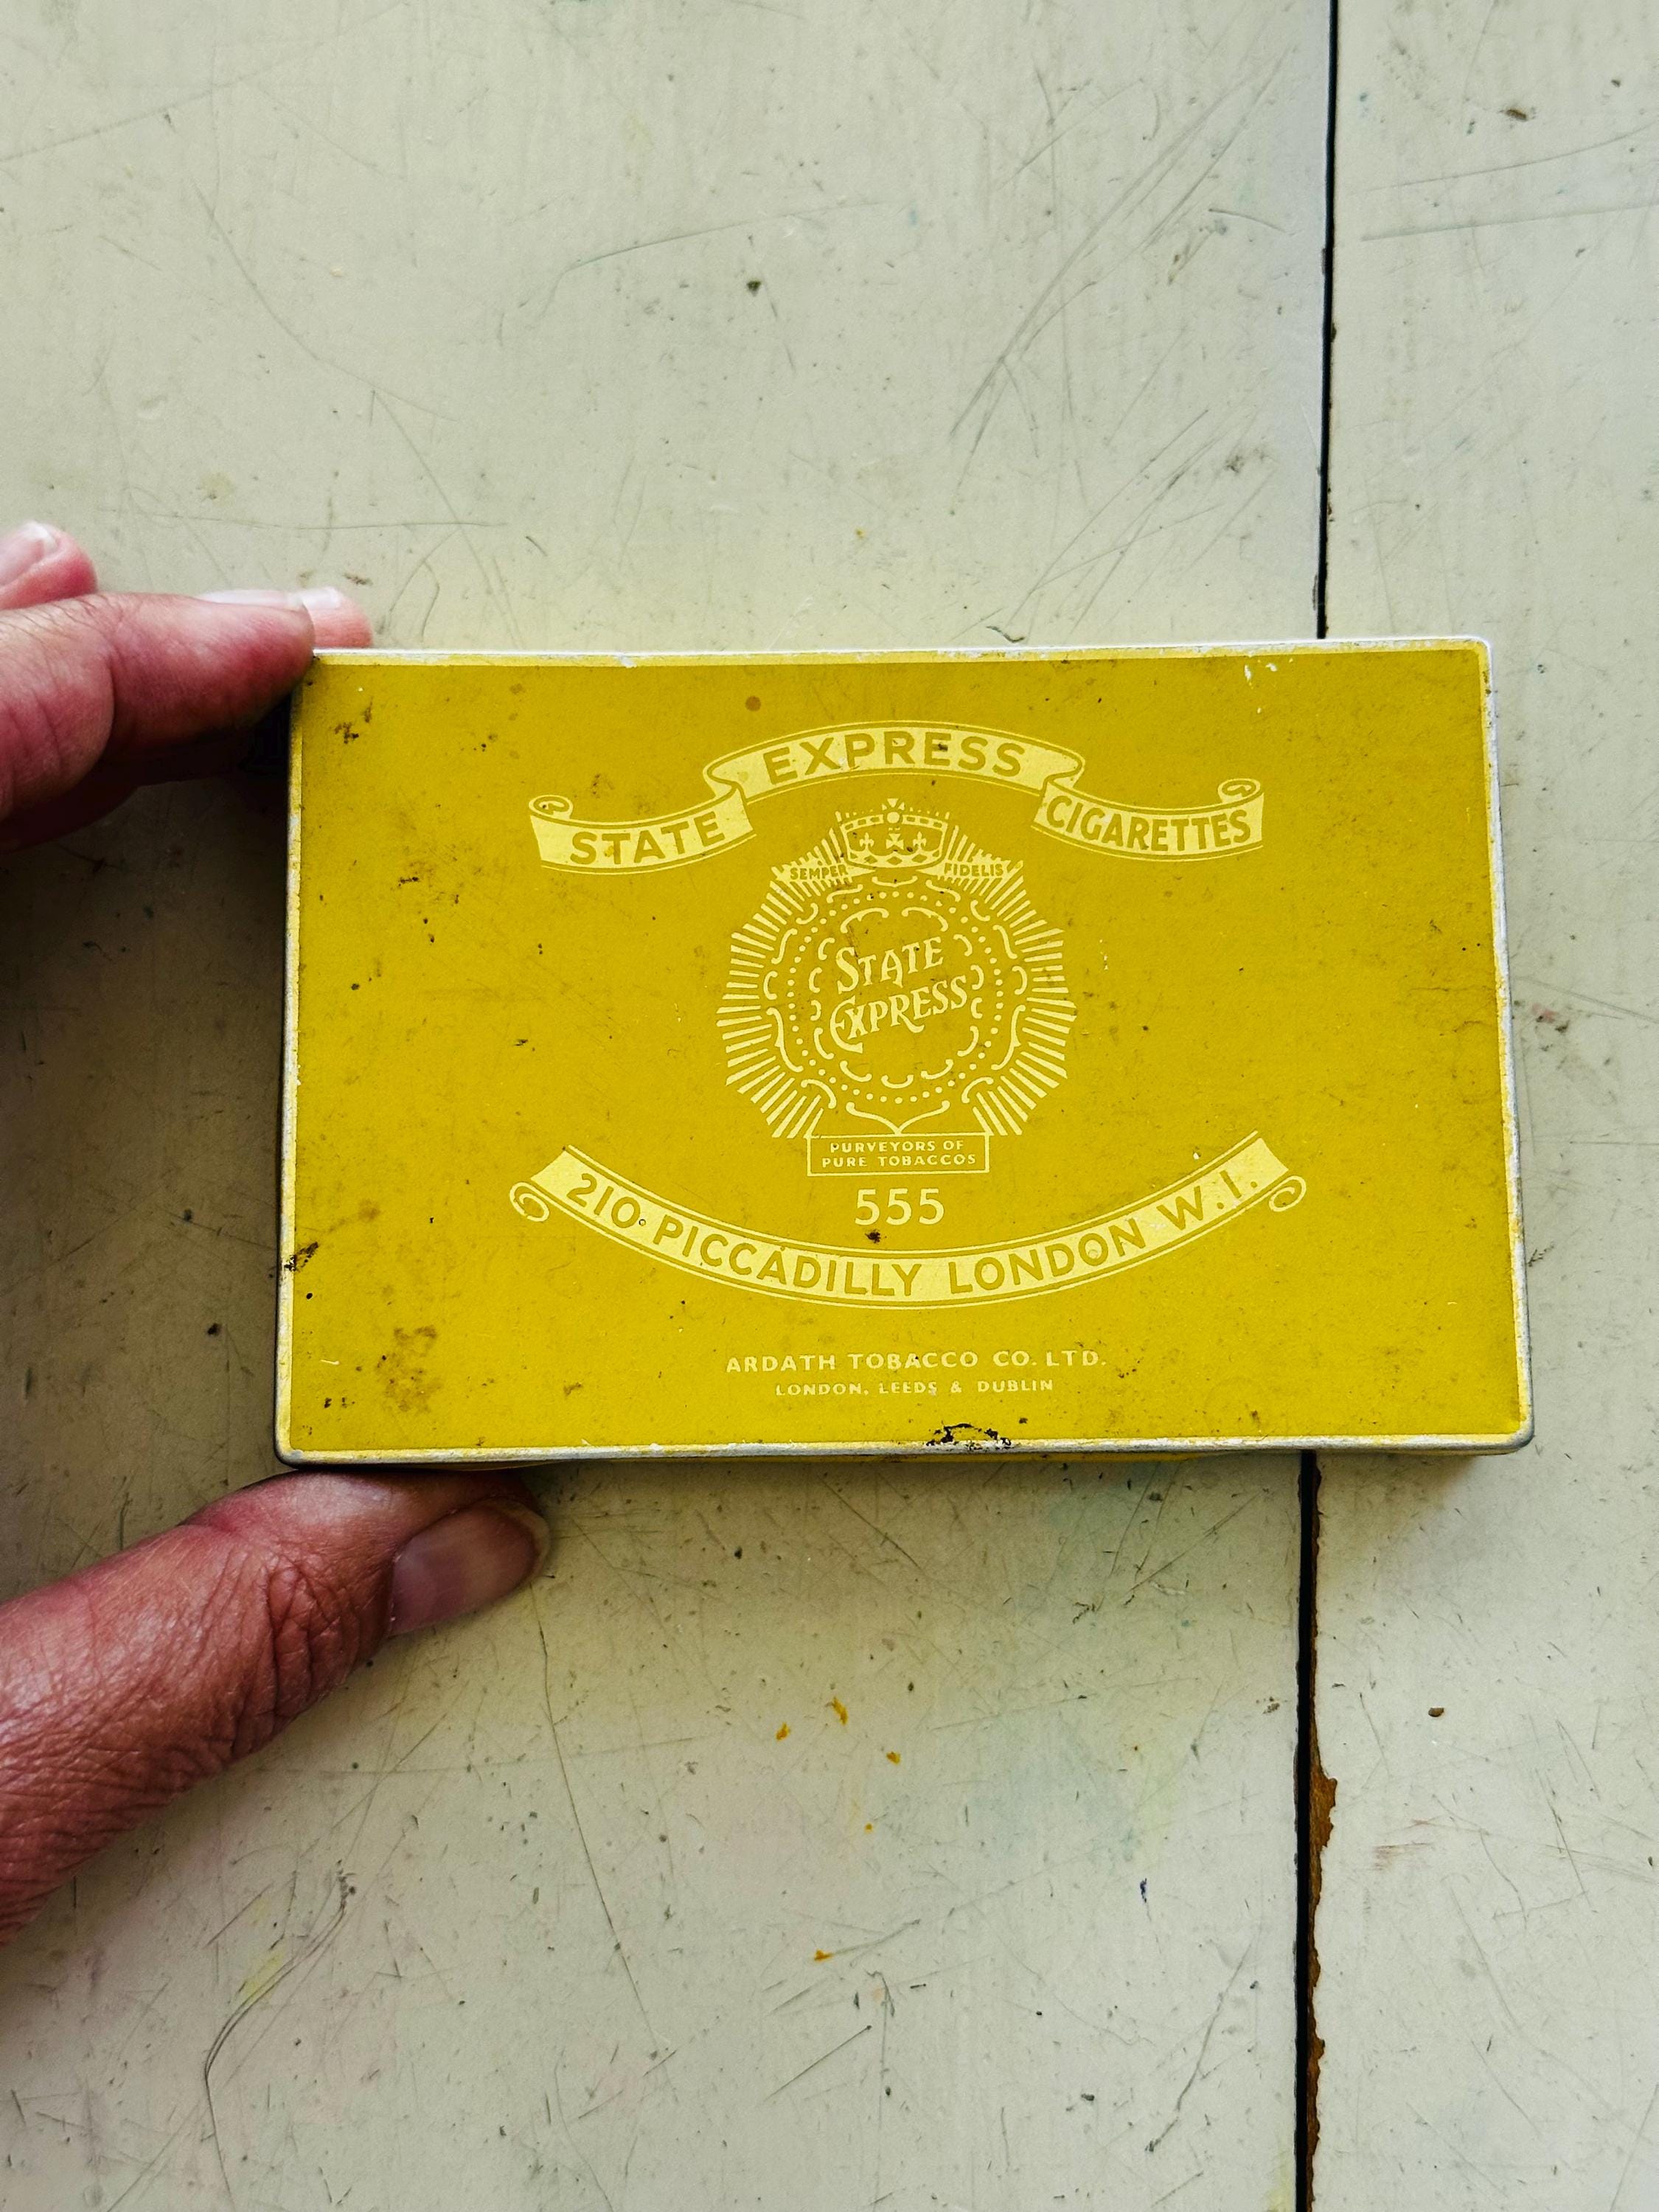 STATE EXPRESS CIGARETTES
SEMPER FIDELIS
STATE
EXPRESS
PURVEYORS OF
PURE TOBACCOS
555
210 PICCADILLY LONDON W.1.
ARDATH TOBACCO CO. LTD.
LONDON, LEEDS & DUBLIN